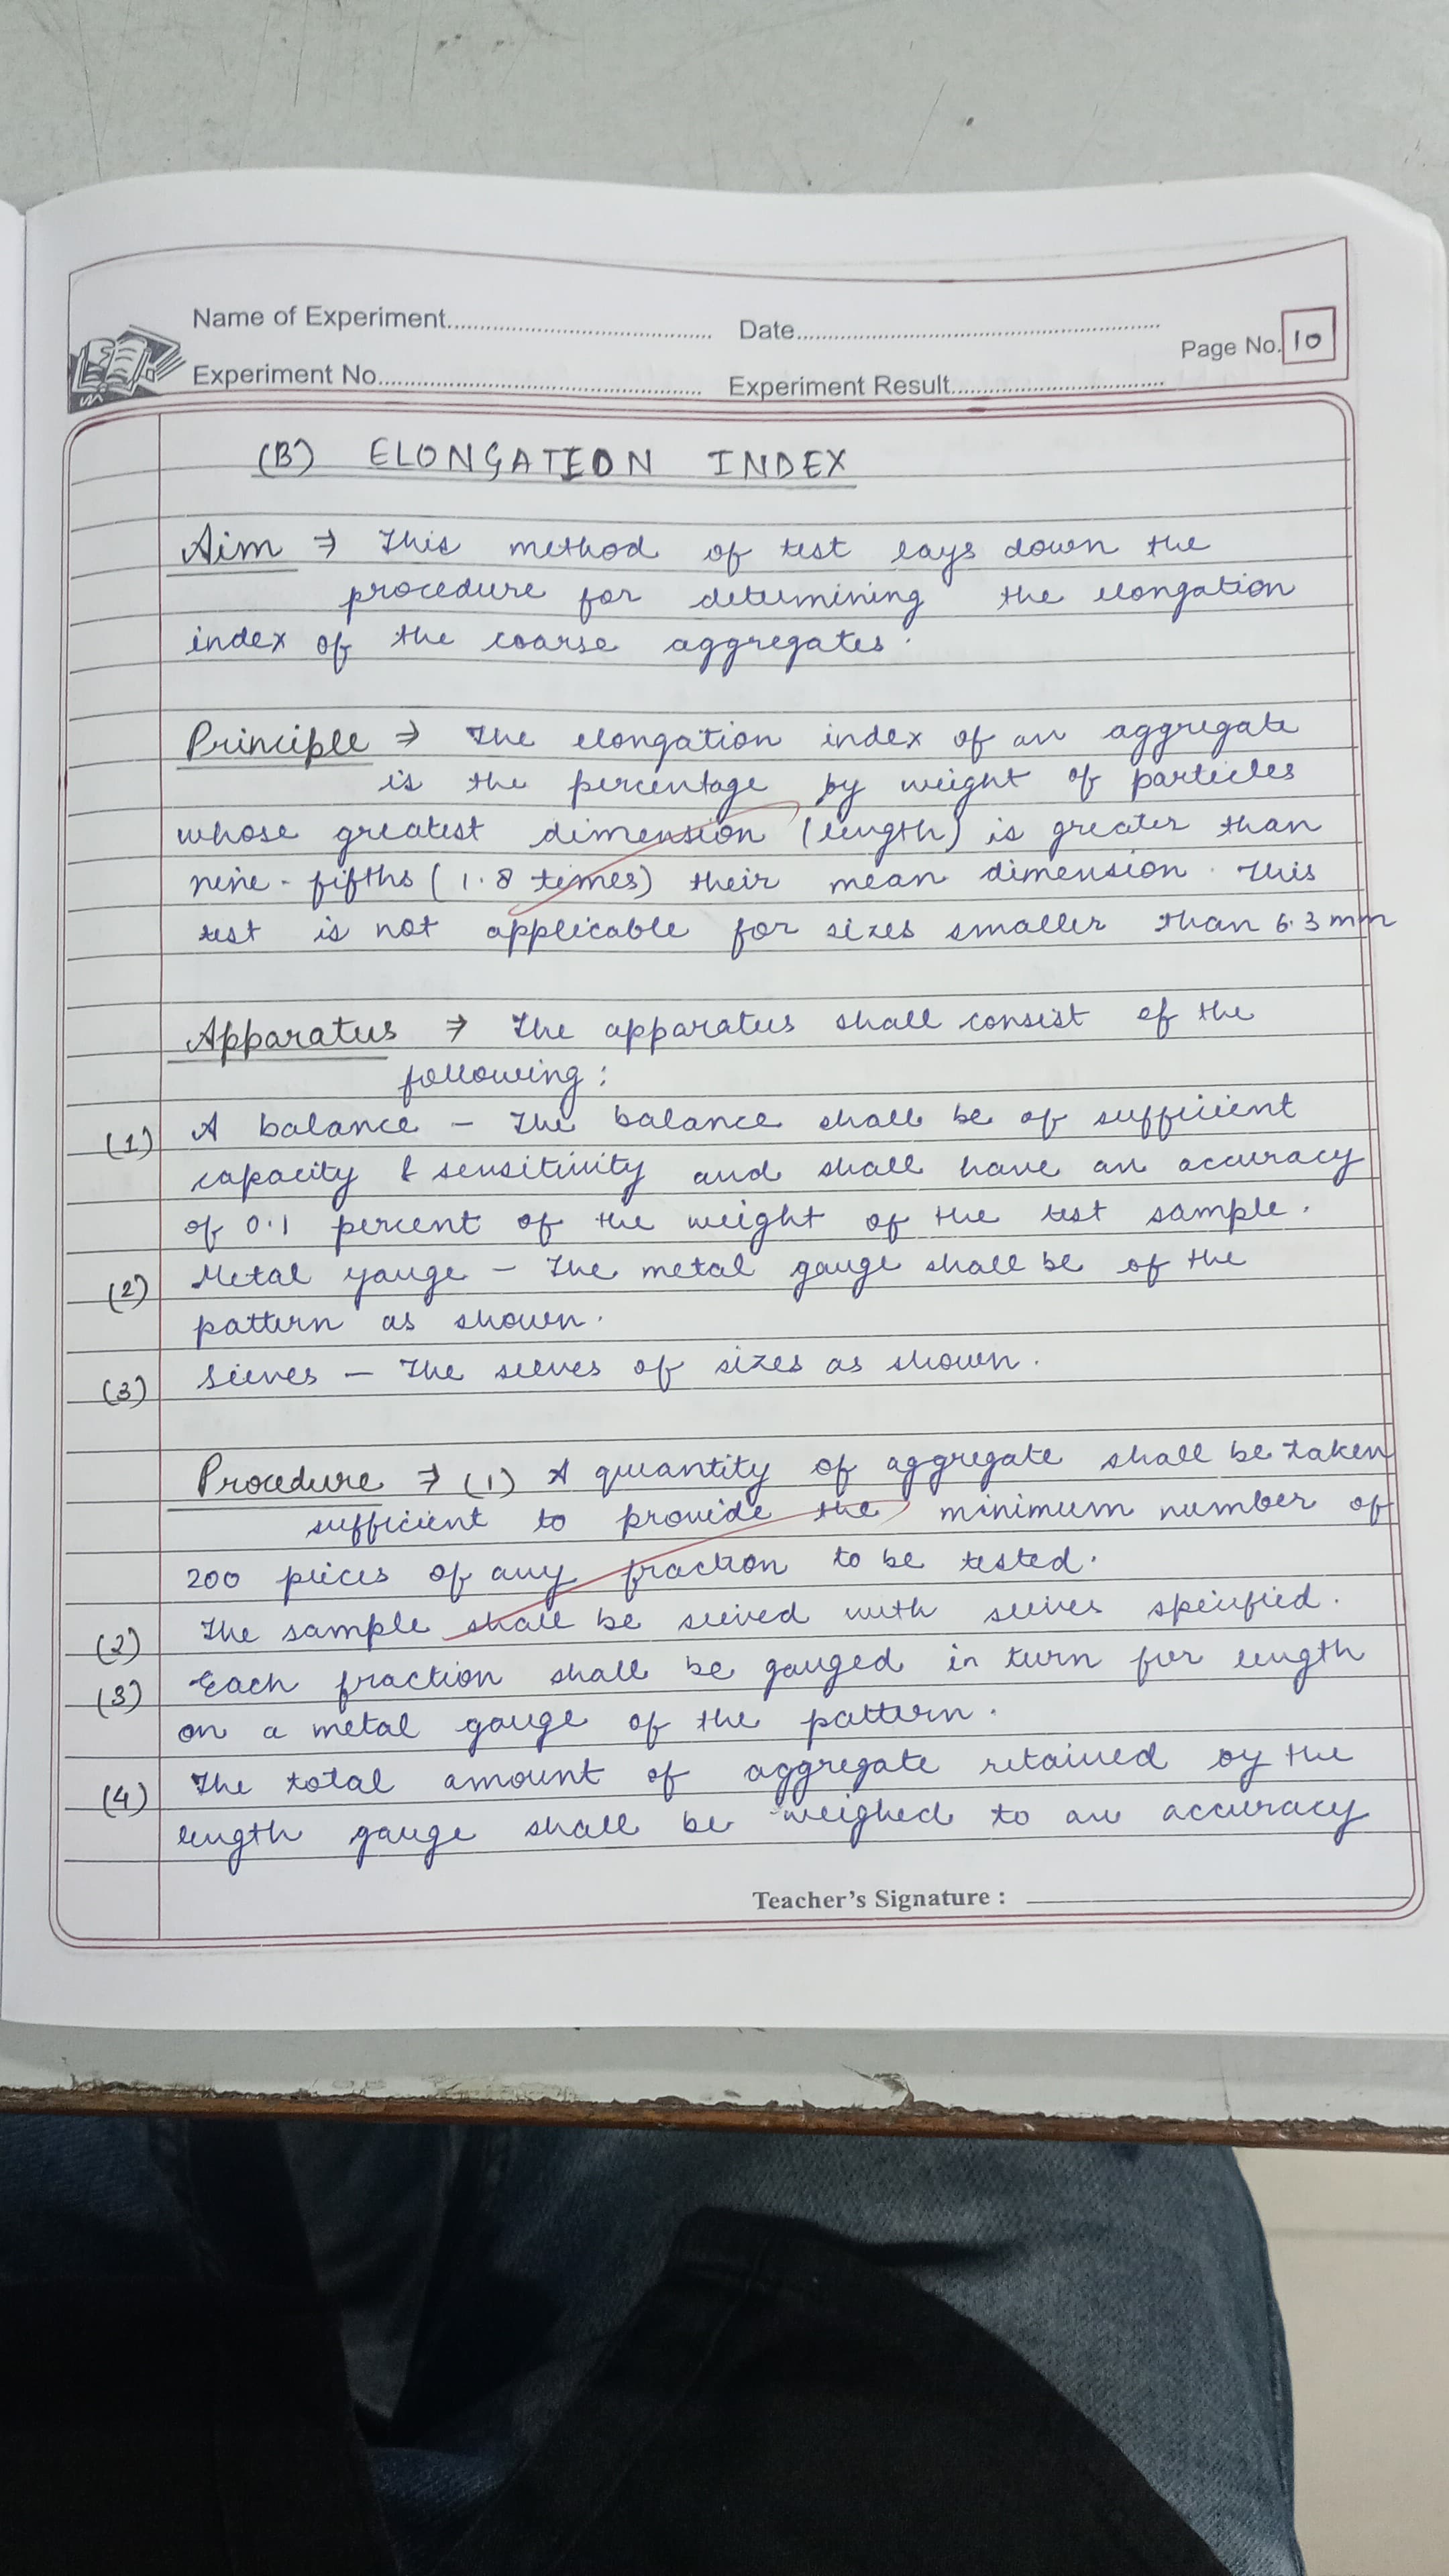 Name of Experiment
Date
Page No. 10
Experiment No
Experiment Result
(B) ELONGATION INDEX
Aim ⇒ This method of test lays down the
procedure for determining the elongation
index of the coarse aggregates.
Principle ⇒ The elongation index of an aggregate
is the percentage by weight of particles
whose greatest dimension (length) is greater than
nine-fifths (1.8 times) their mean dimension. This
test is not applicable for sizes smaller than 6.3 mm
Apparatus ⇒ The apparatus shall consist of the
following:
(1) A balance - The balance shall be of sufficient
capacity & sensitivity and shall have an accuracy
of 0.1 percent of the weight of the test sample.
(2) Metal gauge - The metal gauge shall be of the
pattern as shown.
(3) Sieves - The sieves of sizes as shown.
Procedure ⇒ (1) A quantity of aggregate shall be taken
sufficient to provide the minimum number of
200 pieces of any fraction to be tested.
(2) The sample shall be sieved with sieves specified.
(3) Each fraction shall be gauged in turn for length
on a metal gauge of the pattern.
(4) The total amount of aggregate retained by the
length gauge shall be weighed to an accuracy
Teacher's Signature :